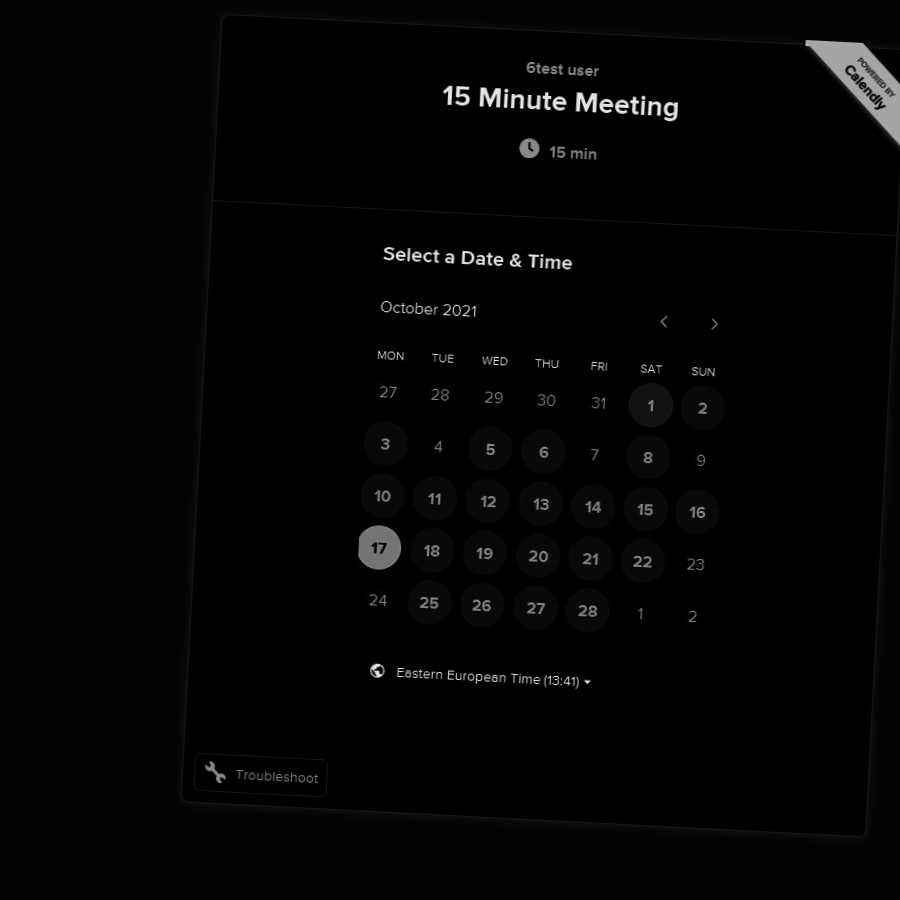 6test user
15 Minute Meeting
15 min
POWERED BY
Calendly
Select a Date & Time
October 2021
MON TUE WED THU FRI SAT SUN
27 28 29 30 31 1 2
3 4 5 6 7 8 9
10 11 12 13 14 15 16
17 18 19 20 21 22 23
24 25 26 27 28 1 2
Eastern European Time (13:41)
Troubleshoot